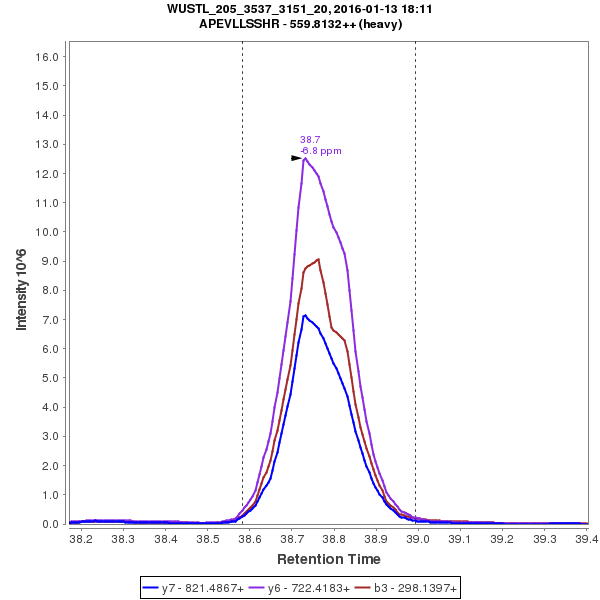 WUSTL_205_3537_3151_20, 2016-01-13 18:11
APEVLLSSHR - 559.8132++ (heavy)
16.0
15.0
14.0
13.0
12.0
11.0
10.0
9.0
8.0
7.0
6.0
5.0
4.0
3.0
2.0
1.0
0.0
Intensity 10^6
38.7
-6.8 ppm
38.2 38.3 38.4 38.5 38.6 38.7 38.8 38.9 39.0 39.1 39.2 39.3 39.4
Retention Time
y7 - 821.4867+ y6 - 722.4183+ b3 - 298.1397+